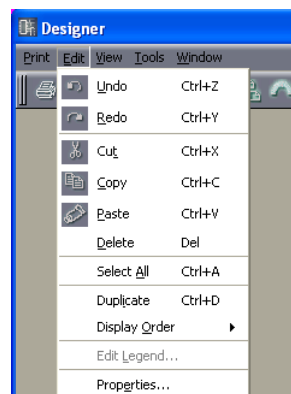 Designer
Print Edit View Tools Window
Undo Ctrl+Z
Redo Ctrl+Y
Cut Ctrl+X
Copy Ctrl+C
Paste Ctrl+V
Delete Del
Select All Ctrl+A
Duplicate Ctrl+D
Display Order
Edit Legend...
Properties...